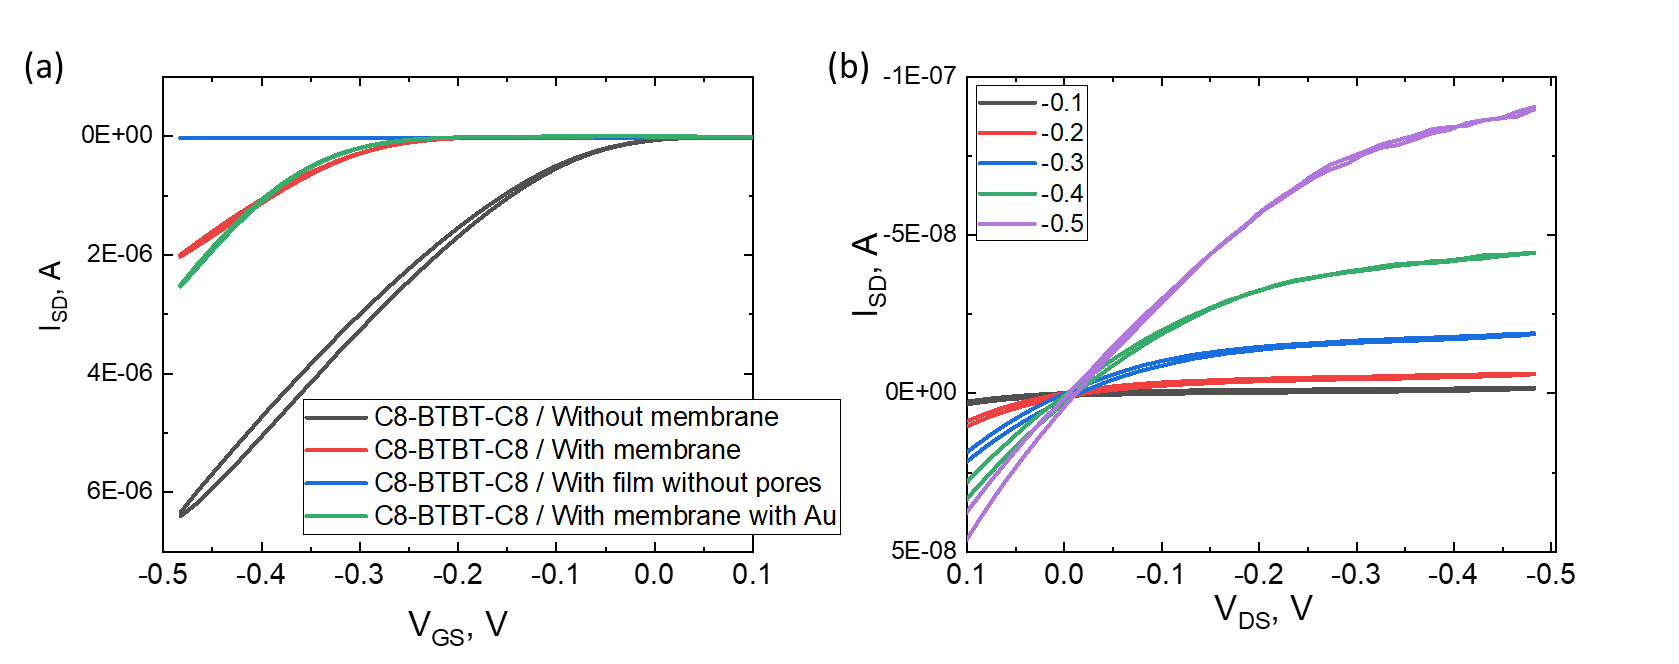 (a)
0E+00
2E-06
4E-06
6E-06
I_SD, A
-0.5 -0.4 -0.3 -0.2 -0.1 0.0 0.1
V_GS, V
C8-BTBT-C8 / Without membrane
C8-BTBT-C8 / With membrane
C8-BTBT-C8 / With film without pores
C8-BTBT-C8 / With membrane with Au
(b)
-1E-07
-5E-08
0E+00
5E-08
I_SD, A
-0.1
-0.2
-0.3
-0.4
-0.5
0.1 0.0 -0.1 -0.2 -0.3 -0.4 -0.5
V_DS, V